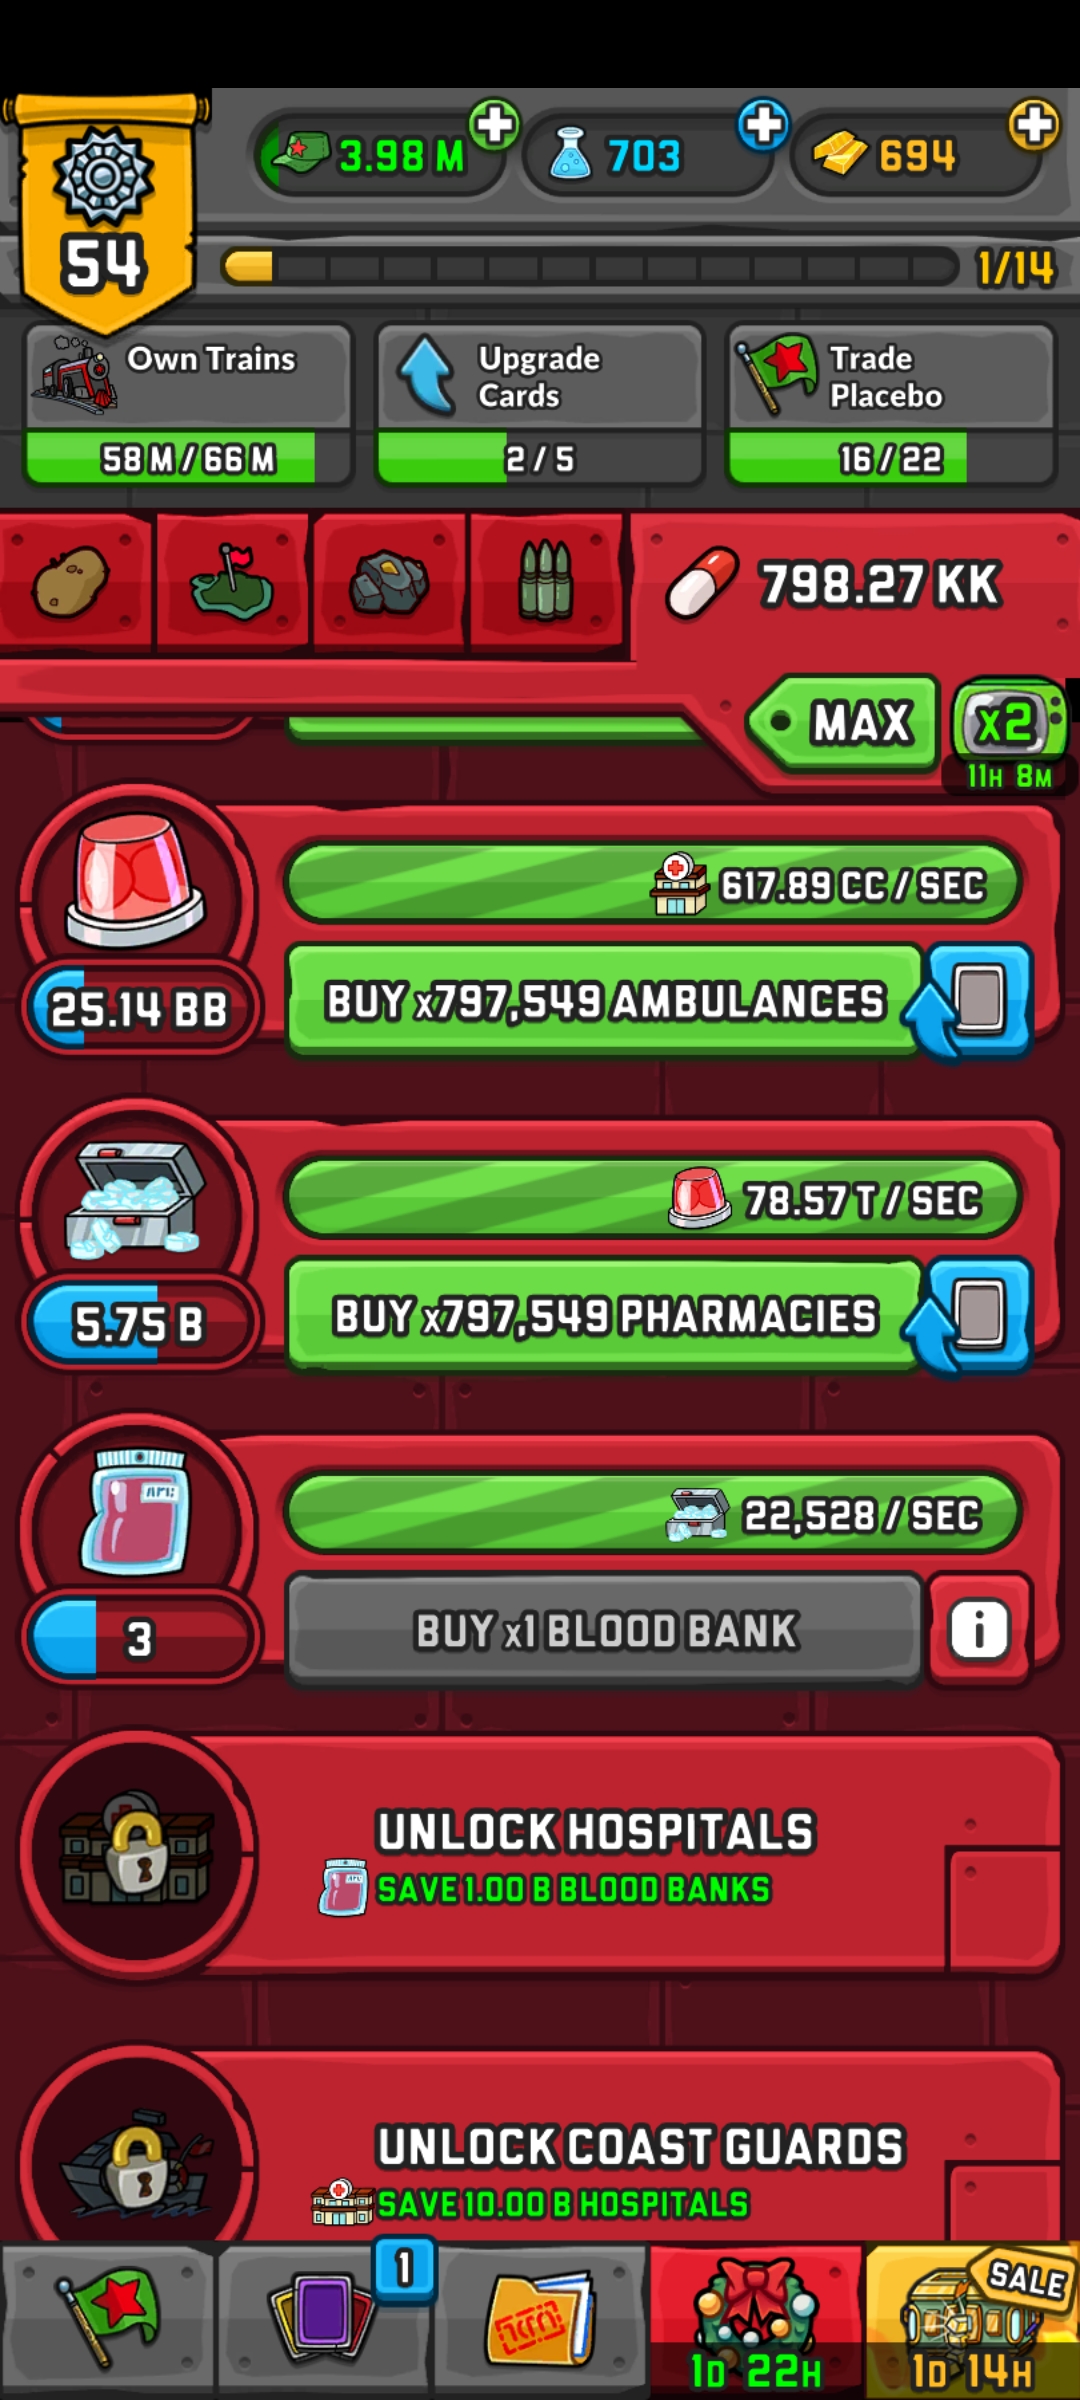 54
3.98 M
703
694
1/14
Own Trains
58 M / 66 M
Upgrade
Cards
2 / 5
Trade
Placebo
16 / 22
798.27 KK
MAX
x2
11H 8M
617.89 CC / SEC
25.14 BB
BUY x797,549 AMBULANCES
78.57 T / SEC
5.75 B
BUY x797,549 PHARMACIES
22,528 / SEC
3
BUY x1 BLOOD BANK
i
UNLOCK HOSPITALS
SAVE 1.00 B BLOOD BANKS
UNLOCK COAST GUARDS
SAVE 10.00 B HOSPITALS
1
SALE
1D 22H
1D 14H